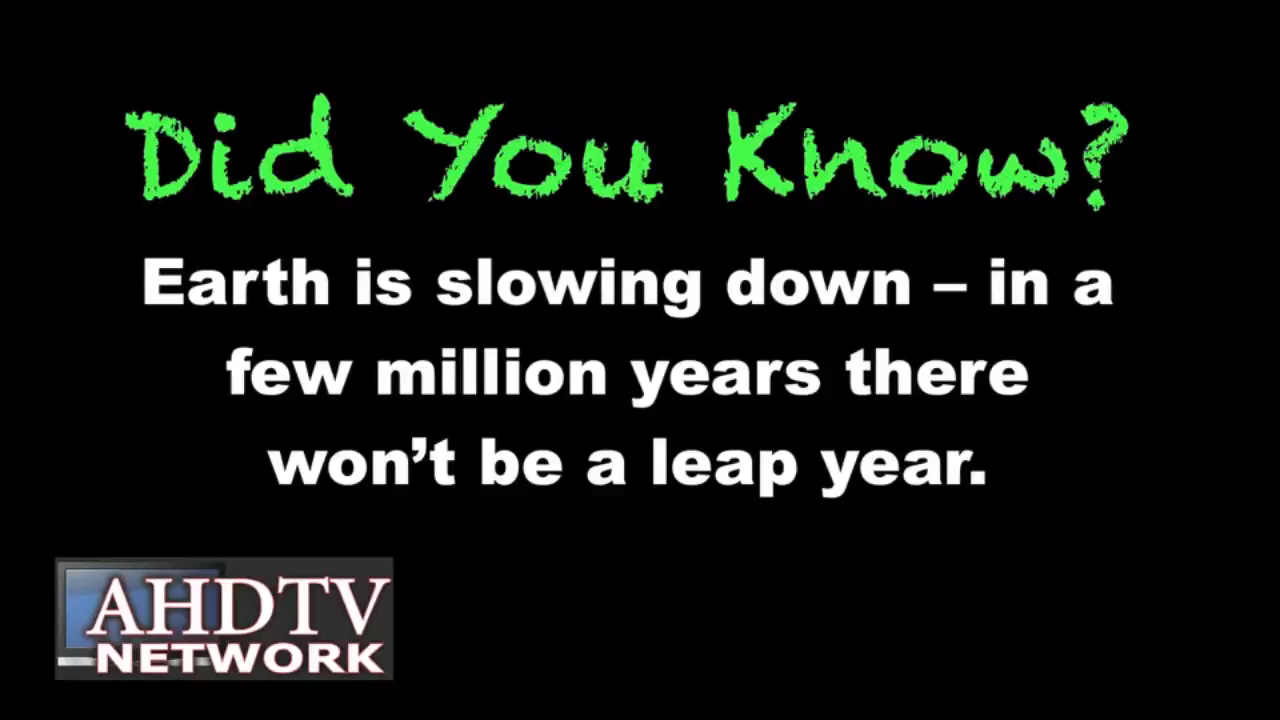 Did You Know?
Earth is slowing down – in a
few million years there
won’t be a leap year.
AHDTV
NETWORK